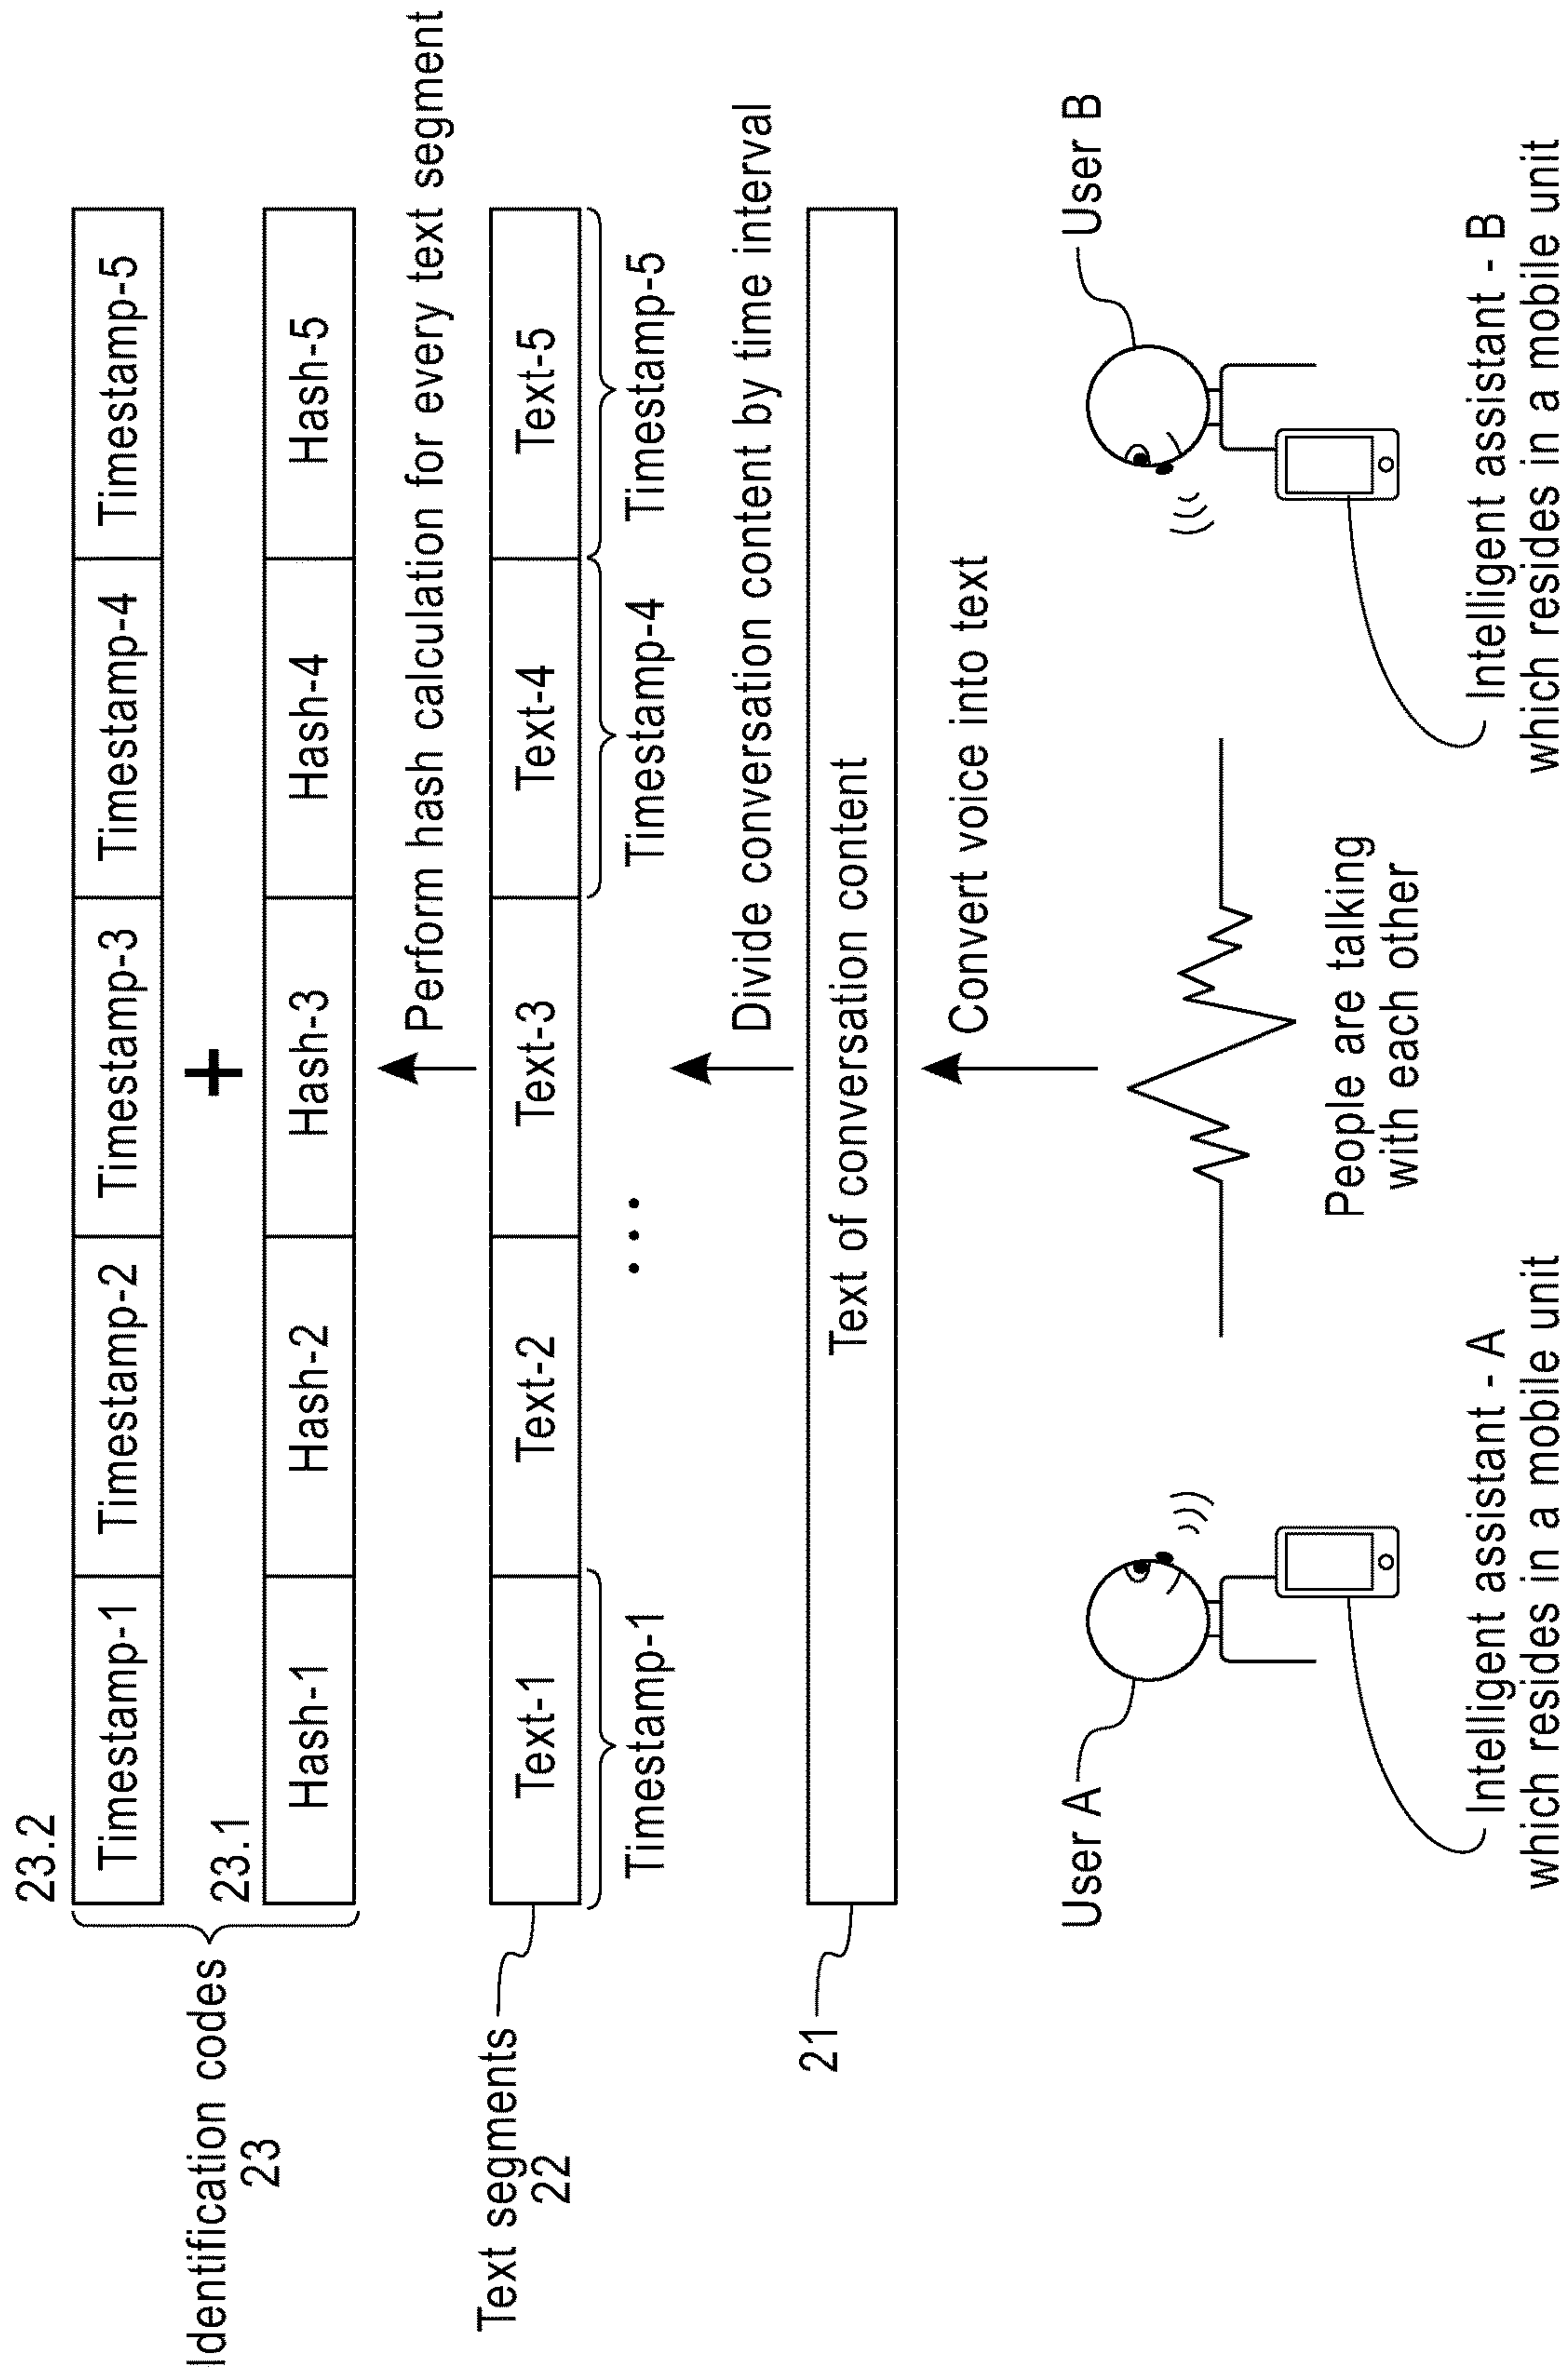 23.2
Timestamp-1 Timestamp-2 Timestamp-3 Timestamp-4 Timestamp-5
Identification codes
23
+
23.1
Hash-1 Hash-2 Hash-3 Hash-4 Hash-5
Perform hash calculation for every text segment
Text segments
22
Text-1 Text-2 Text-3 Text-4 Text-5
Timestamp-1 ... Timestamp-4 Timestamp-5
Divide conversation content by time interval
21
Text of conversation content
Convert voice into text
User A
User B
People are talking
with each other
Intelligent assistant - A
which resides in a mobile unit
Intelligent assistant - B
which resides in a mobile unit